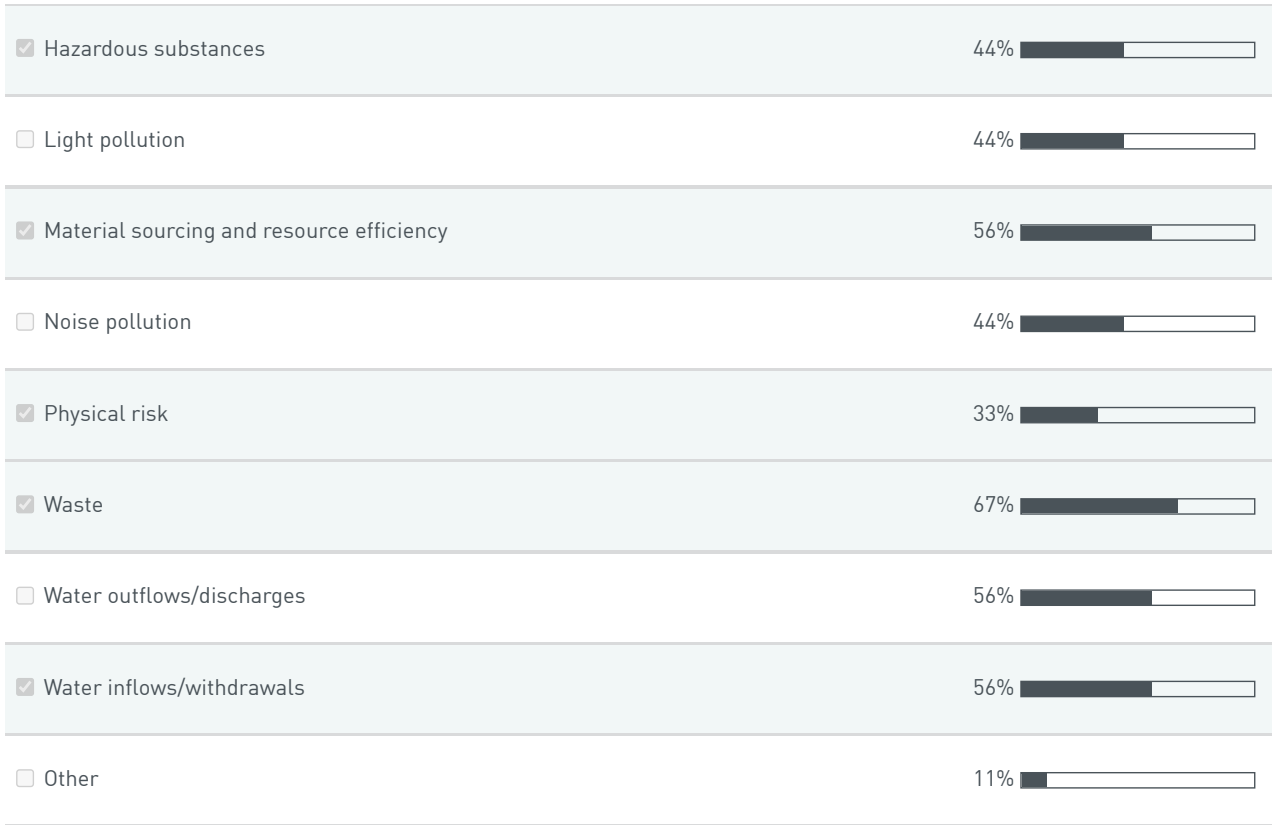 Hazardous substances 44%
Light pollution 44%
Material sourcing and resource efficiency 56%
Noise pollution 44%
Physical risk 33%
Waste 67%
Water outflows/discharges 56%
Water inflows/withdrawals 56%
Other 11%